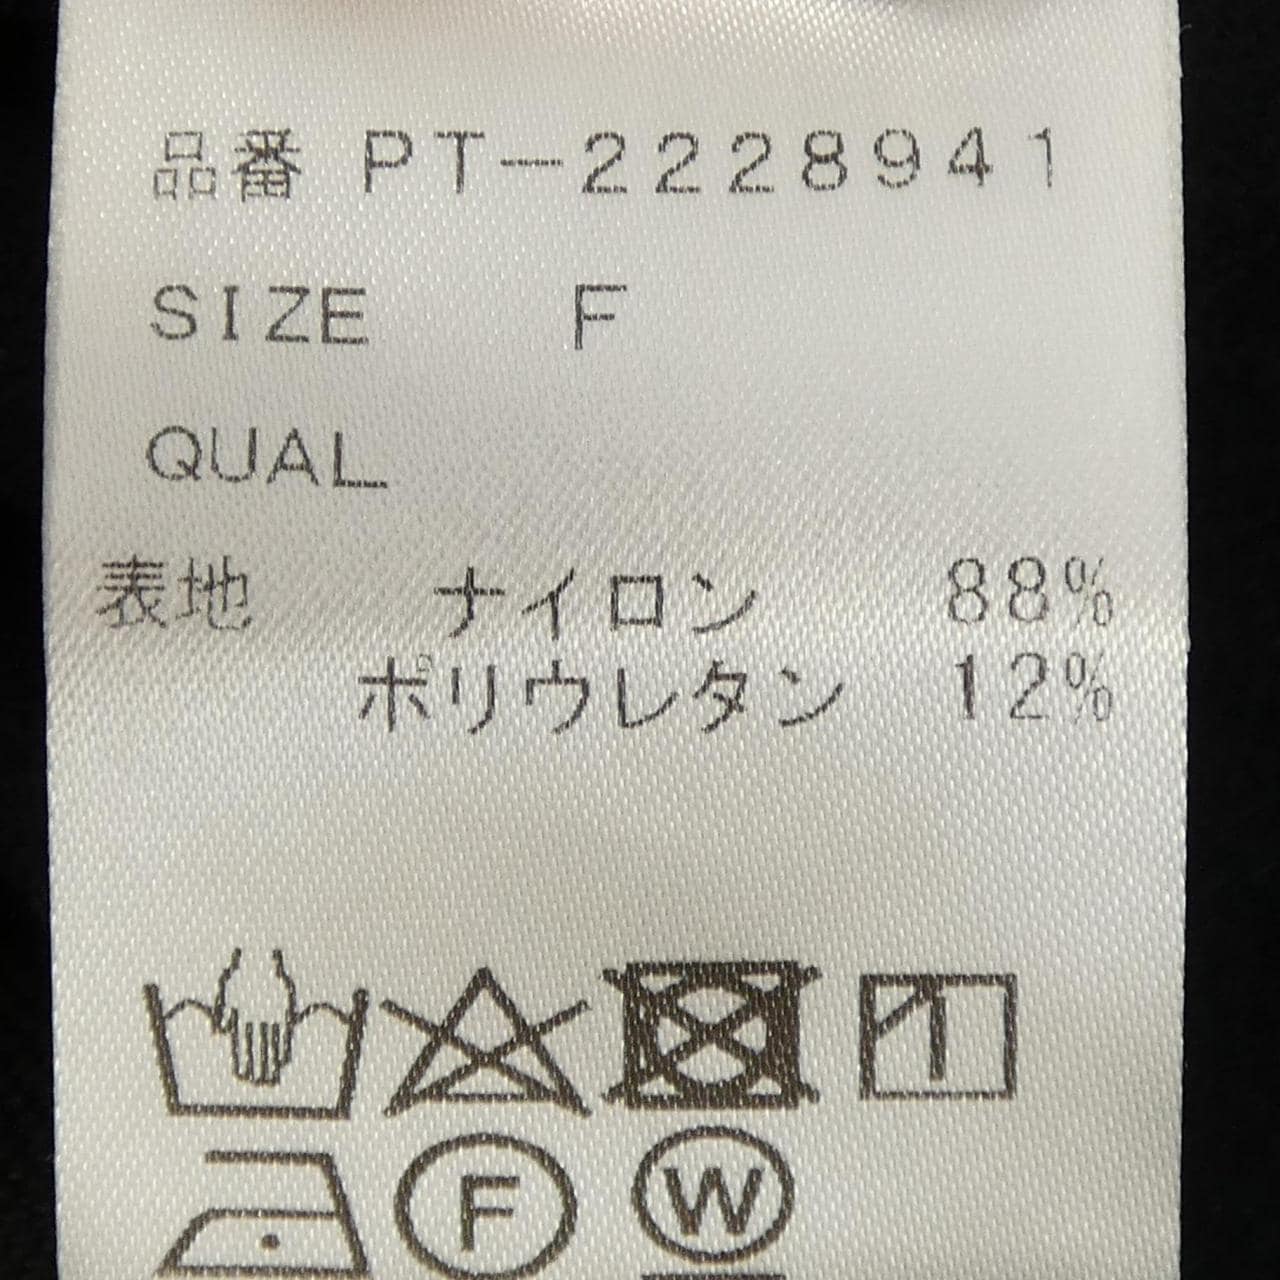 品番 PT-2228941
SIZE F
QUAL
表地 ナイロン 88%
ポリウレタン 12%
F W